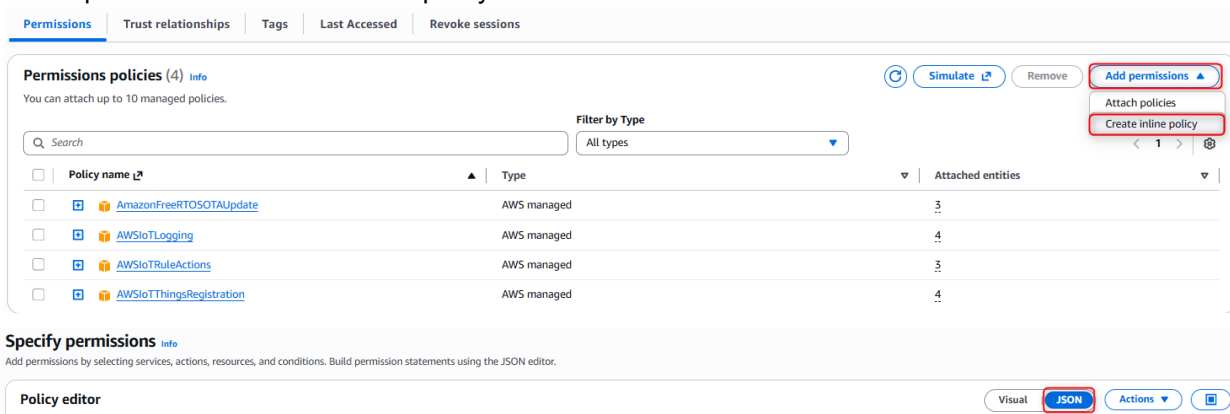 Permissions Trust relationships Tags Last Accessed Revoke sessions
Permissions policies (4) Info
Simulate Remove Add permissions
You can attach up to 10 managed policies.
Attach policies
Create inline policy
Filter by Type
Search All types
1
Policy name Type Attached entities
AmazonFreeRTOSOTAUpdate AWS managed 3
AWSIoTLogging AWS managed 4
AWSIoTRuleActions AWS managed 3
AWSIoTThingsRegistration AWS managed 4
Specify permissions Info
Add permissions by selecting services, actions, resources, and conditions. Build permission statements using the JSON editor.
Policy editor Visual JSON Actions